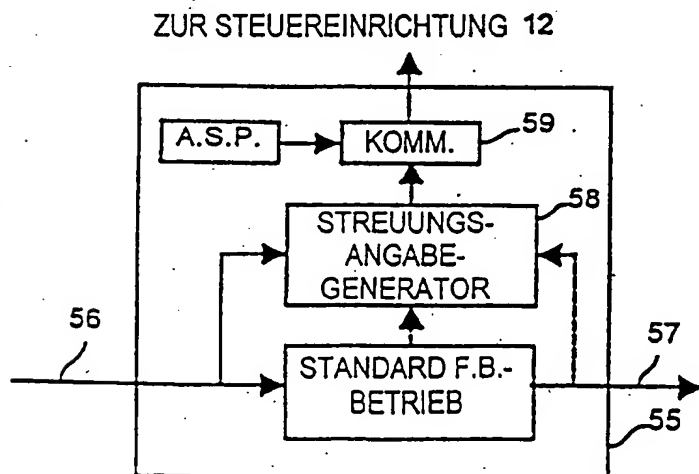 ZUR STEUEREINRICHTUNG 12
A.S.P.
KOMM.
59
58
STREUUNGS-
ANGABE-
GENERATOR
56
57
STANDARD F.B.-
BETRIEB
55